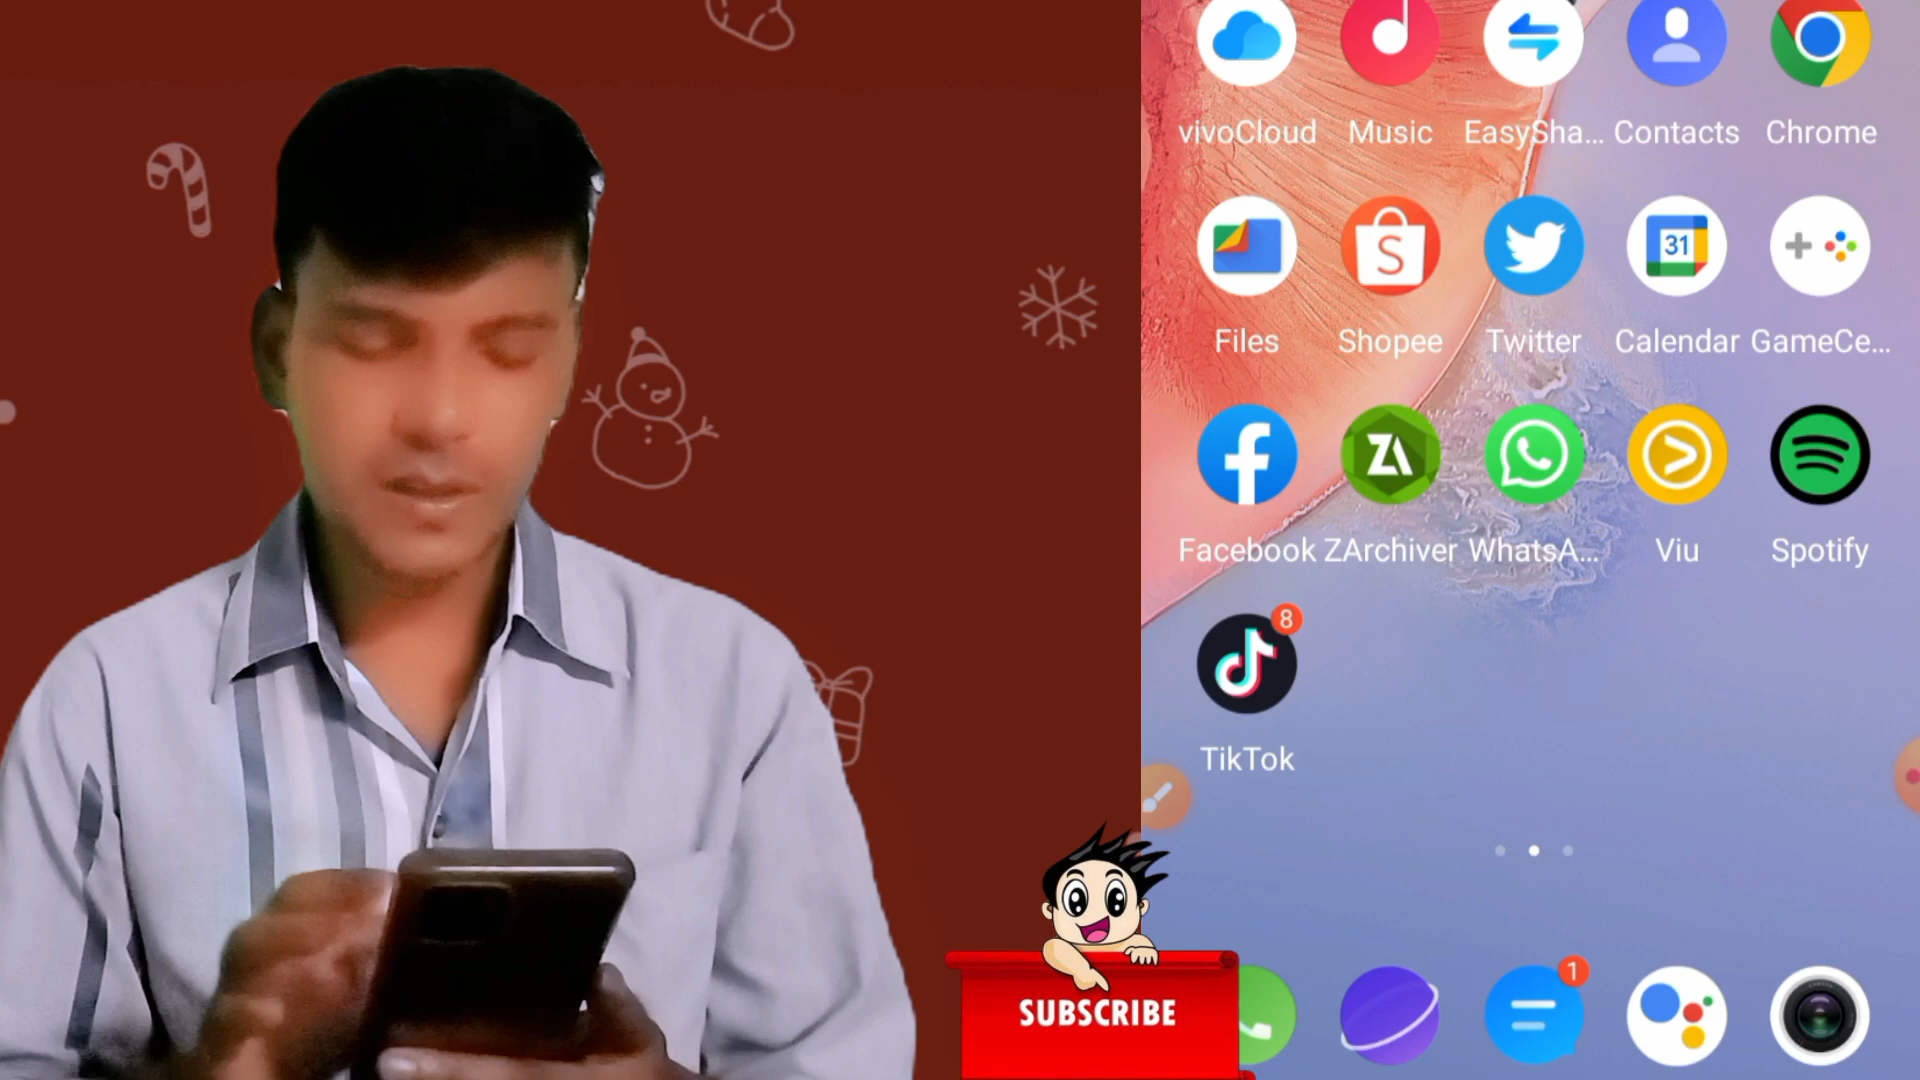 vivoCloud Music EasySha... Contacts Chrome
31
S
Files Shopee Twitter Calendar GameCe...
f
ZA
Facebook ZArchiver WhatsA... Viu Spotify
8
TikTok
1
SUBSCRIBE